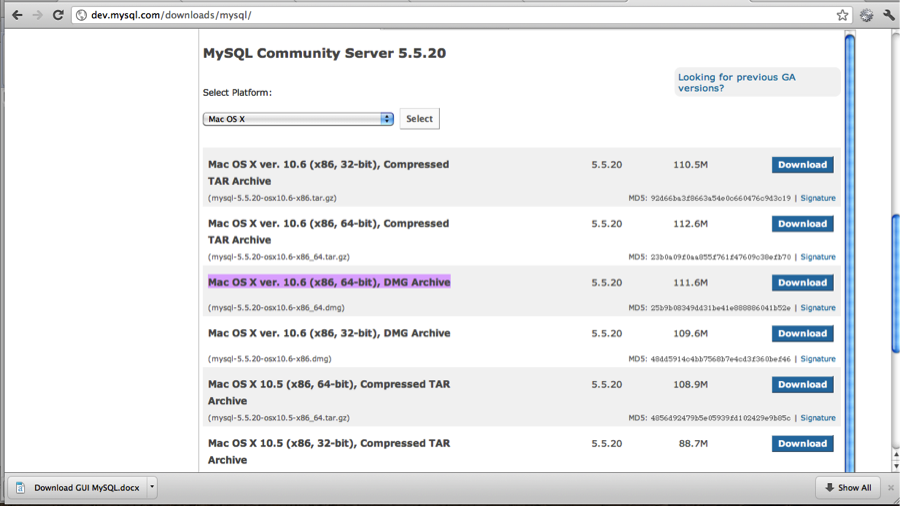 dev.mysql.com/downloads/mysql/
MySQL Community Server 5.5.20
Looking for previous GA
versions?
Select Platform:
Mac OS X
Select
Mac OS X ver. 10.6 (x86, 32-bit), Compressed 5.5.20 110.5M Download
TAR Archive
(mysql-5.5.20-osx10.6-x86.tar.gz) MD5: 92d66ba3f8663a54e0c660476c9d3c19 | Signature
Mac OS X ver. 10.6 (x86, 64-bit), Compressed 5.5.20 112.6M Download
TAR Archive
(mysql-5.5.20-osx10.6-x86_64.tar.gz) MD5: 23b0a09f0aa855f761f47609c38efb70 | Signature
Mac OS X ver. 10.6 (x86, 64-bit), DMG Archive 5.5.20 111.6M Download
(mysql-5.5.20-osx10.6-x86_64.dmg) MD5: 25b9b08349dd31be41e888886041b52e | Signature
Mac OS X ver. 10.6 (x86, 32-bit), DMG Archive 5.5.20 109.6M Download
(mysql-5.5.20-osx10.6-x86.dmg) MD5: 48dd5914c4bb7568b7e4cd3f360bef46 | Signature
Mac OS X 10.5 (x86, 64-bit), Compressed TAR 5.5.20 108.9M Download
Archive
(mysql-5.5.20-osx10.5-x86_64.tar.gz) MD5: 4856d92479b5e05939fd102429e9b85c | Signature
Mac OS X 10.5 (x86, 32-bit), Compressed TAR 5.5.20 88.7M Download
Archive
Download GUI MySQL.docx
Show All